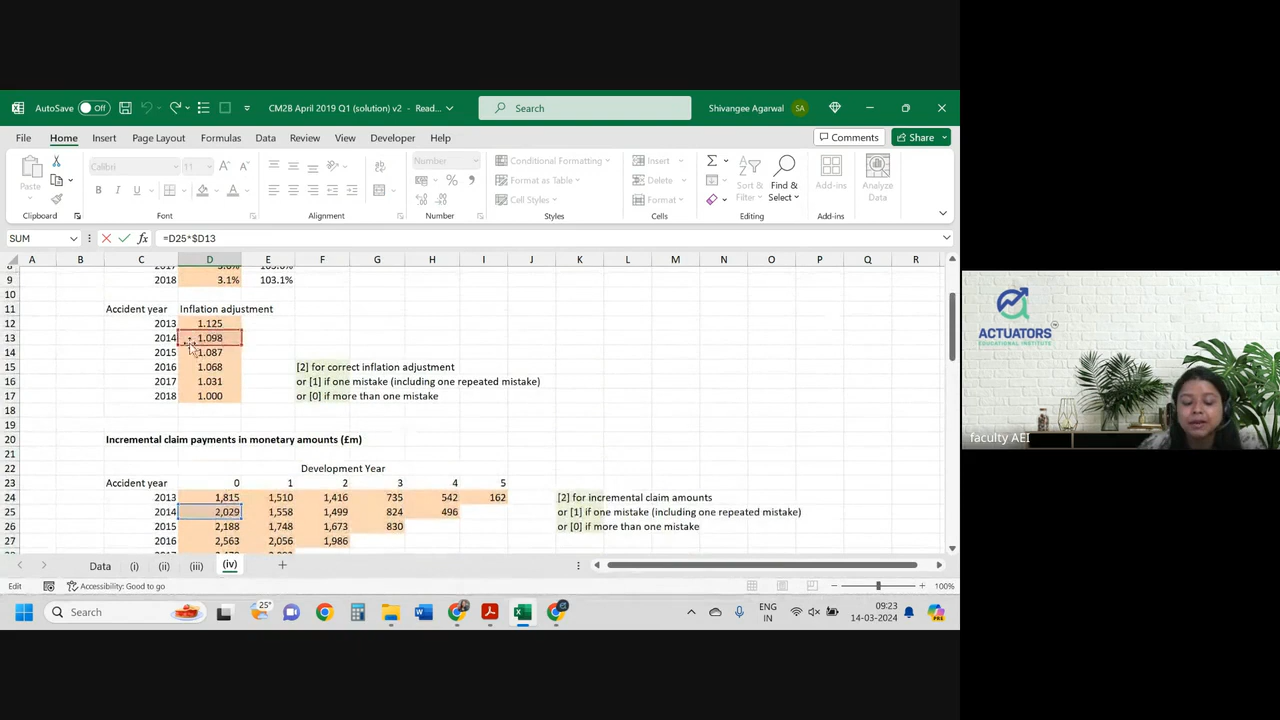 AutoSave Off CM2B April 2019 Q1 (solution) v2 - Read... Search Shivangee Agarwal SA
File Home Insert Page Layout Formulas Data Review View Developer Help Comments Share
Paste Calibri 11 Number Conditional Formatting Insert Sort & Filter Find & Select Add-ins Analyze Data
Format as Table Delete
Cell Styles Format
Clipboard Font Alignment Number Styles Cells Editing Add-ins
SUM =D25*$D13
A B C D E F G H I J K L M N O P Q R
9 2018 3.1% 103.1%
10
11 Accident year Inflation adjustment
12 2013 1.125
13 2014 1.098
14 2015 1.087
15 2016 1.068 [2] for correct inflation adjustment
16 2017 1.031 or [1] if one mistake (including one repeated mistake)
17 2018 1.000 or [0] if more than one mistake
18
19
20 Incremental claim payments in monetary amounts (£m)
21
22 Development Year
23 Accident year 0 1 2 3 4 5
24 2013 1,815 1,510 1,416 735 542 162 [2] for incremental claim amounts
25 2014 2,029 1,558 1,499 824 496 or [1] if one mistake (including one repeated mistake)
26 2015 2,188 1,748 1,673 830 or [0] if more than one mistake
27 2016 2,563 2,056 1,986
Data (i) (ii) (iii) (iv)
Edit Accessibility: Good to go 100%
Search 25° ENG IN 09:23 14-03-2024
ACTUATORS
EDUCATIONAL INSTITUTE
faculty AEI